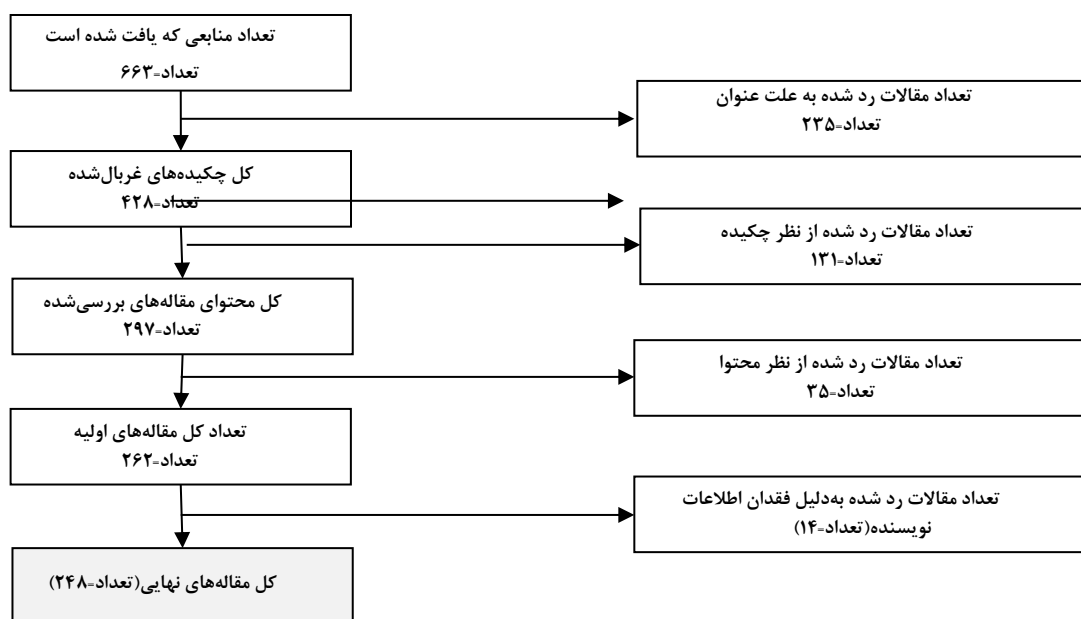 تعداد منابعی که یافت شده است
تعداد=۶۶۳
تعداد مقالات رد شده به علت عنوان
تعداد=۲۳۵
کل چکیده‌های غربال‌شده
تعداد=۴۲۸
تعداد مقالات رد شده از نظر چکیده
تعداد=۱۳۱
کل محتوای مقاله‌های بررسی‌شده
تعداد=۲۹۷
تعداد مقالات رد شده از نظر محتوا
تعداد=۳۵
تعداد کل مقاله‌های اولیه
تعداد=۲۶۲
تعداد مقالات رد شده به‌دلیل فقدان اطلاعات
نویسنده(تعداد=۱۴)
کل مقاله‌های نهایی(تعداد=۲۴۸)